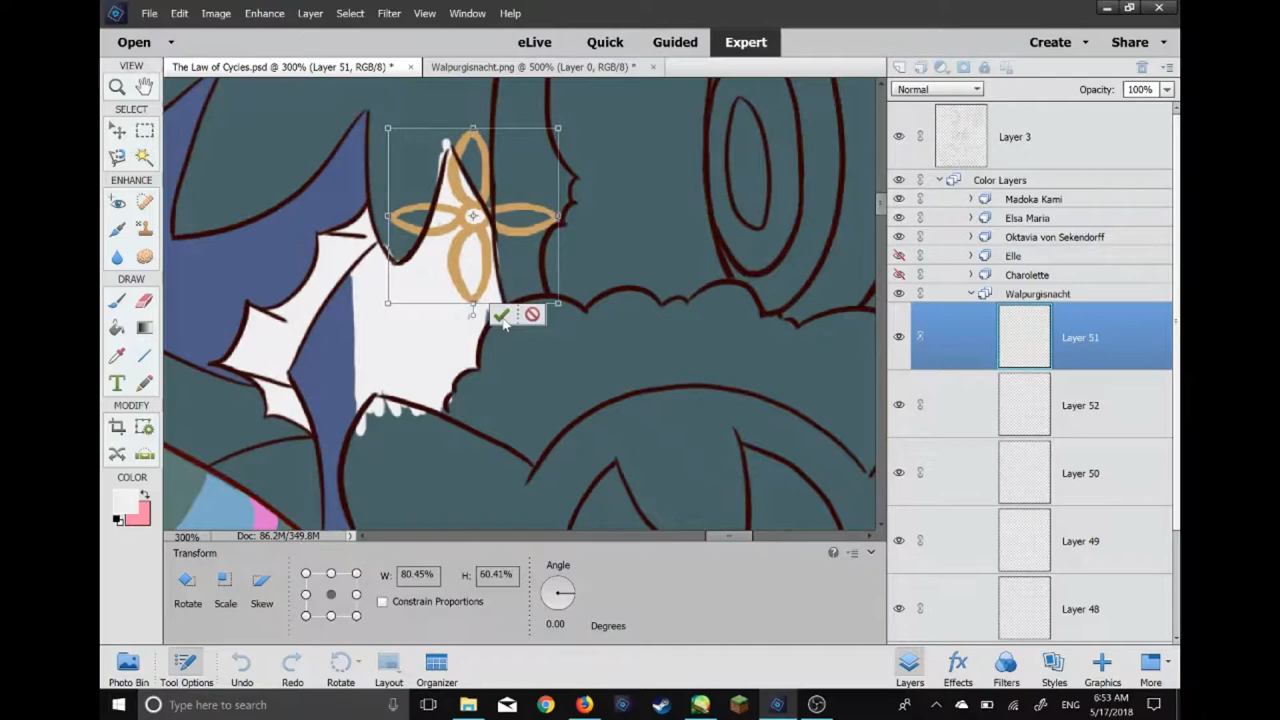 File Edit Image Enhance Layer Select Filter View Window Help
Open eLive Quick Guided Expert Create Share
VIEW
The Law of Cycles.psd @ 300% (Layer 51, RGB/8) * × Walpurgisnacht.png @ 500% (Layer 0, RGB/8) * ×
Normal Opacity: 100%
SELECT
Layer 3
Color Layers
ENHANCE
Madoka Kami
Elsa Maria
Oktavia von Sekendorff
Elle
Charolette
DRAW
Walpurgisnacht
Layer 51
Layer 52
MODIFY
Layer 50
COLOR
Layer 49
300% Doc: 86.2M/349.8M
Transform
Angle
W: 80.45% H: 60.41%
Rotate Scale Skew
Constrain Proportions
0.00 Degrees
Layer 48
Photo Bin Tool Options Undo Redo Rotate Layout Organizer Layers Effects Filters Styles Graphics More
Type here to search
ENG
6:53 AM
5/17/2018